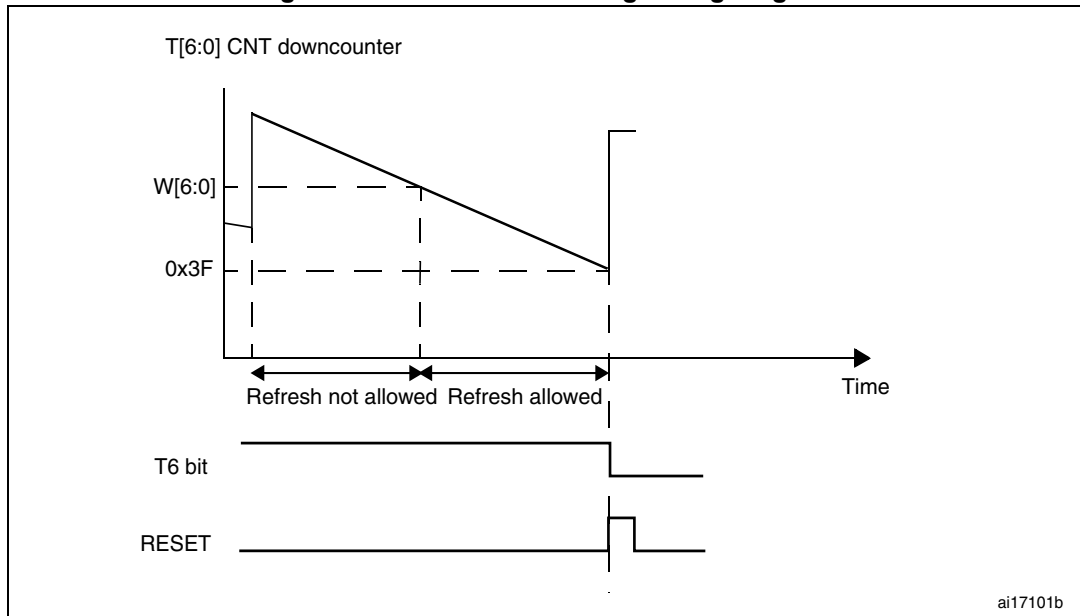 T[6:0] CNT downcounter
W[6:0]
0x3F
Time
Refresh not allowed Refresh allowed
T6 bit
RESET
ai17101b